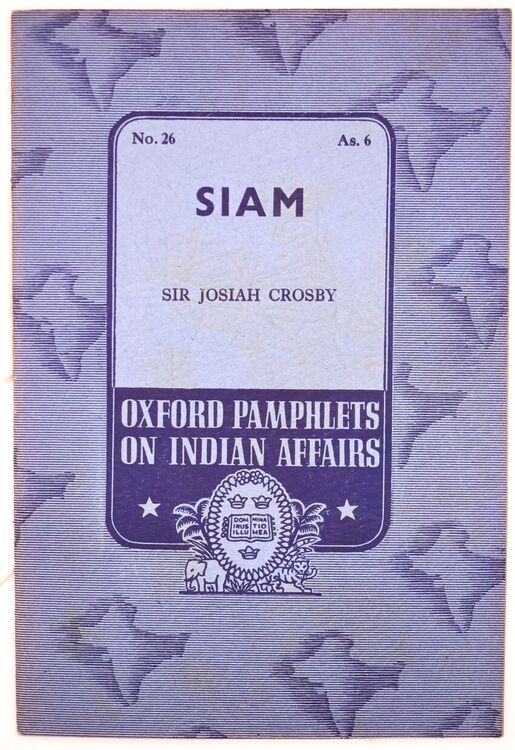 No. 26 As. 6
SIAM
SIR JOSIAH CROSBY
OXFORD PAMPHLETS
ON INDIAN AFFAIRS
DOM MINA
INUS TIO
ILLU MEA